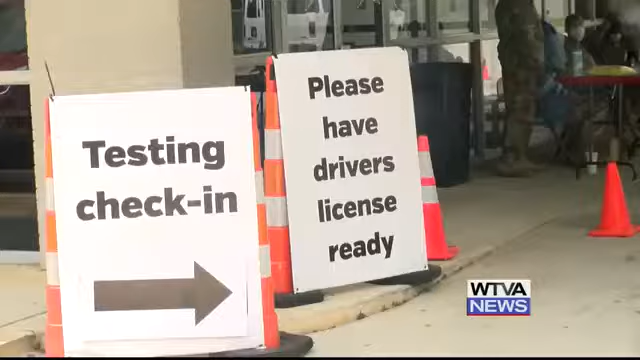 Testing
check-in
Please
have
drivers
license
ready
WTVA
NEWS